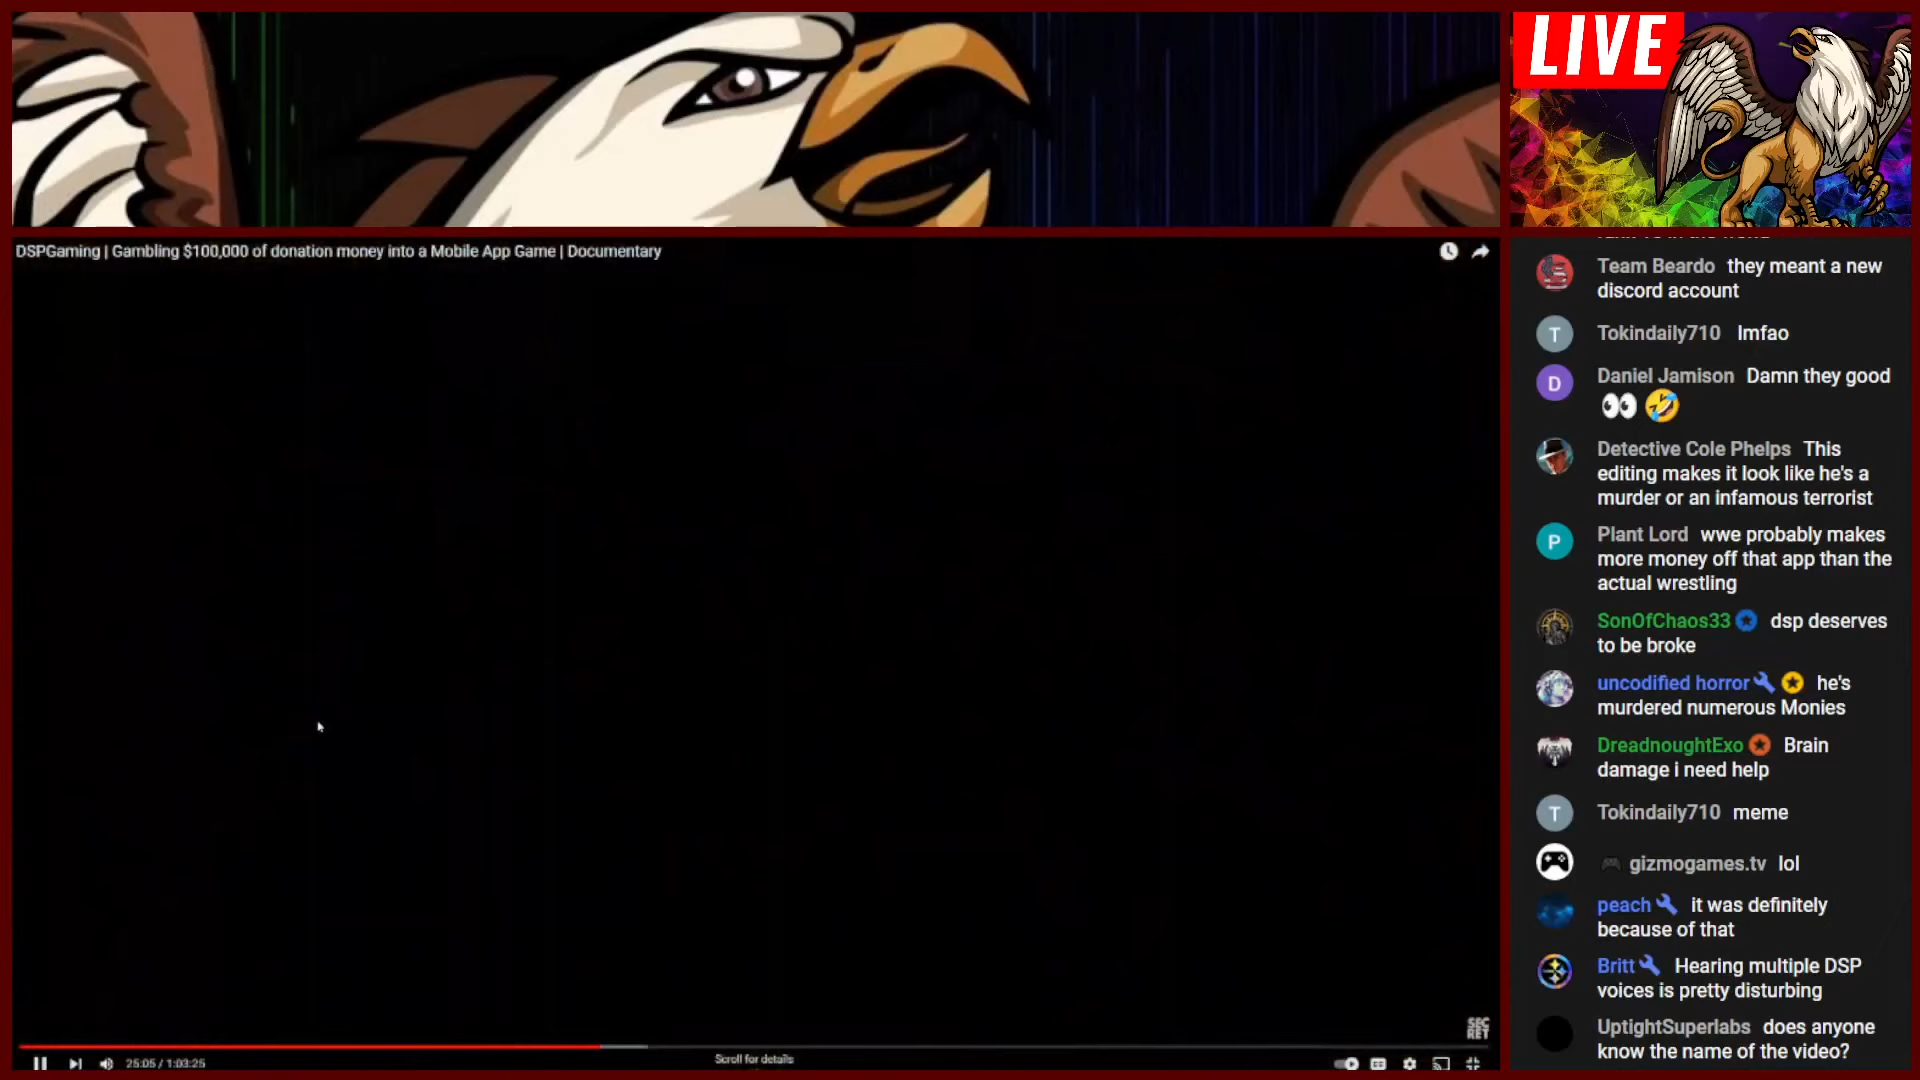 LIVE
DSPGaming | Gambling $100,000 of donation money into a Mobile App Game | Documentary
Team Beardo they meant a new
discord account
T
Tokindaily710 lmfao
D
Daniel Jamison Damn they good
👀 🤣
Detective Cole Phelps This
editing makes it look like he's a
murder or an infamous terrorist
P
Plant Lord wwe probably makes
more money off that app than the
actual wrestling
SonOfChaos33 dsp deserves
to be broke
uncodified horror he's
murdered numerous Monies
DreadnoughtExo Brain
damage i need help
T
Tokindaily710 meme
gizmogames.tv lol
peach it was definitely
because of that
Britt Hearing multiple DSP
voices is pretty disturbing
UptightSuperlabs does anyone
know the name of the video?
SEC
RET
25:05 / 1:03:25
Scroll for details